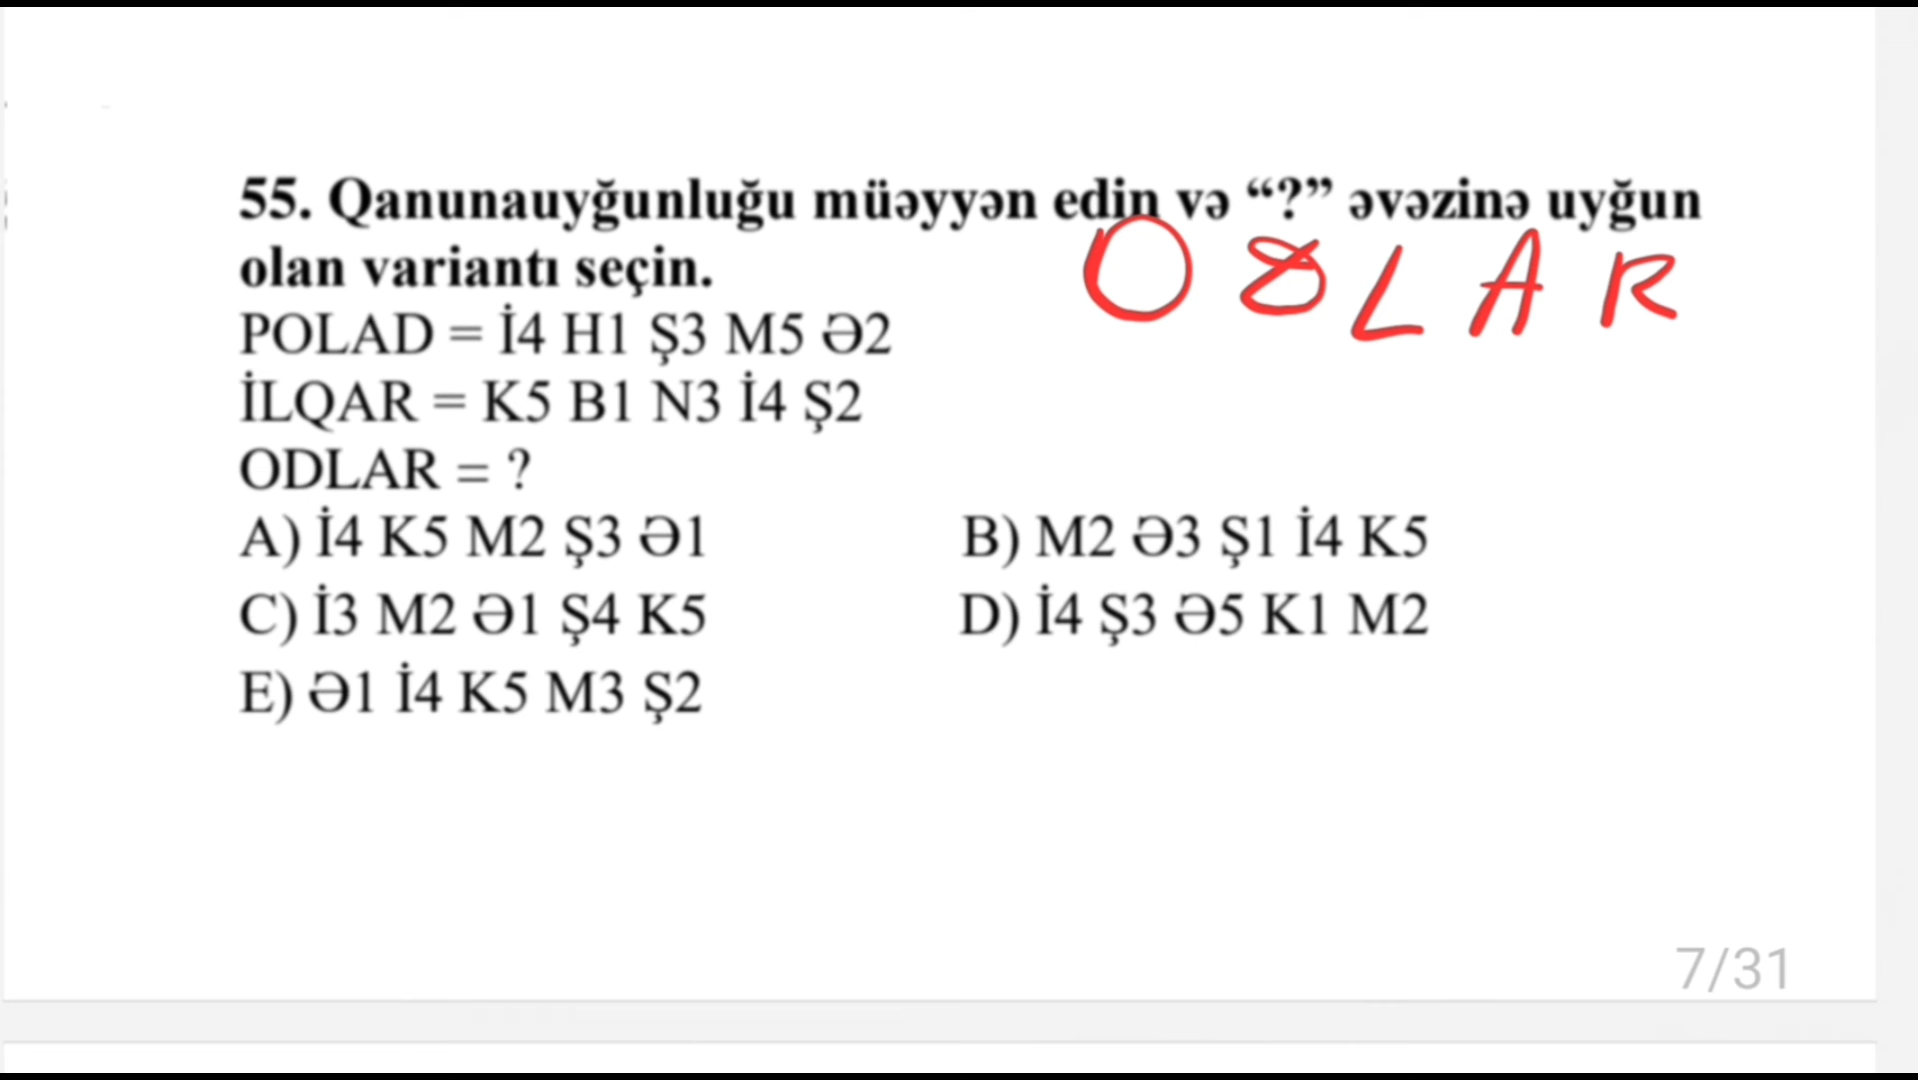 55. Qanunauyğunluğu müəyyən edin və “?” əvəzinə uyğun
olan variantı seçin.
O D L A R
POLAD = İ4 H1 Ş3 M5 Ə2
İLQAR = K5 B1 N3 İ4 Ş2
ODLAR = ?
A) İ4 K5 M2 Ş3 Ə1 B) M2 Ə3 Ş1 İ4 K5
C) İ3 M2 Ə1 Ş4 K5 D) İ4 Ş3 Ə5 K1 M2
E) Ə1 İ4 K5 M3 Ş2
7/31